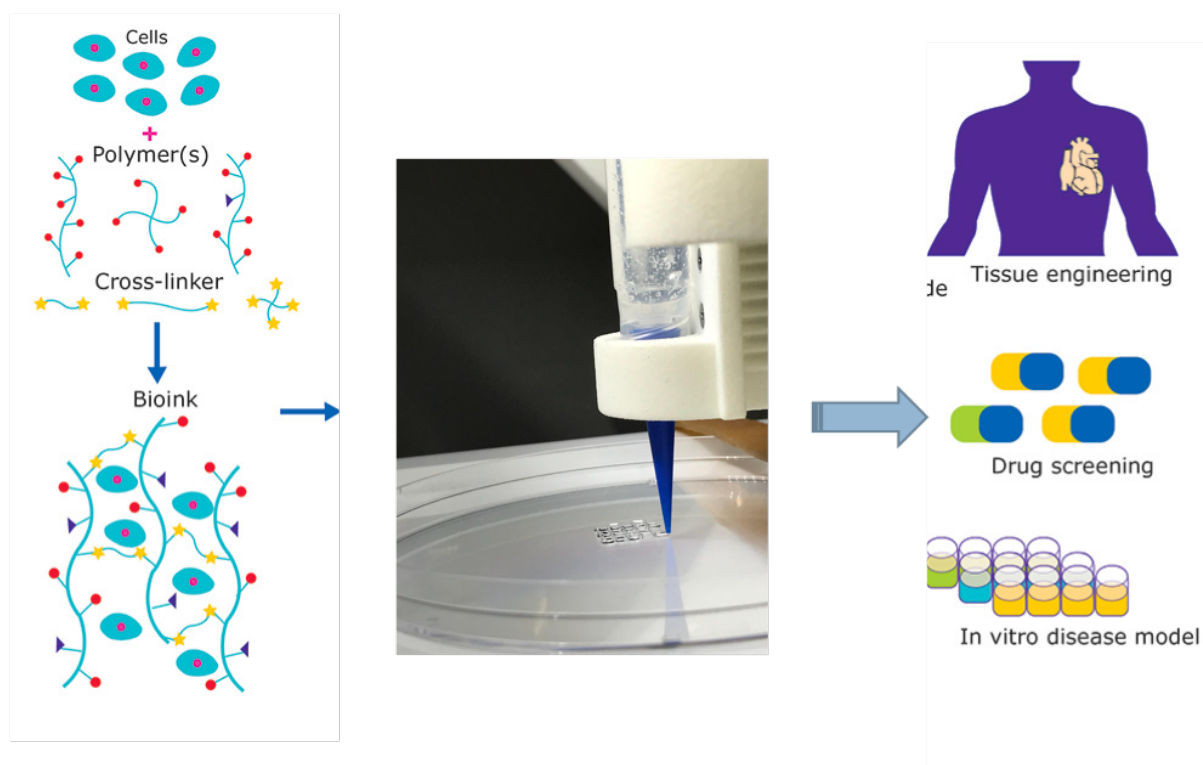 Cells
+
Polymer(s)
Cross-linker
Bioink
Tissue engineering
de
Drug screening
In vitro disease model